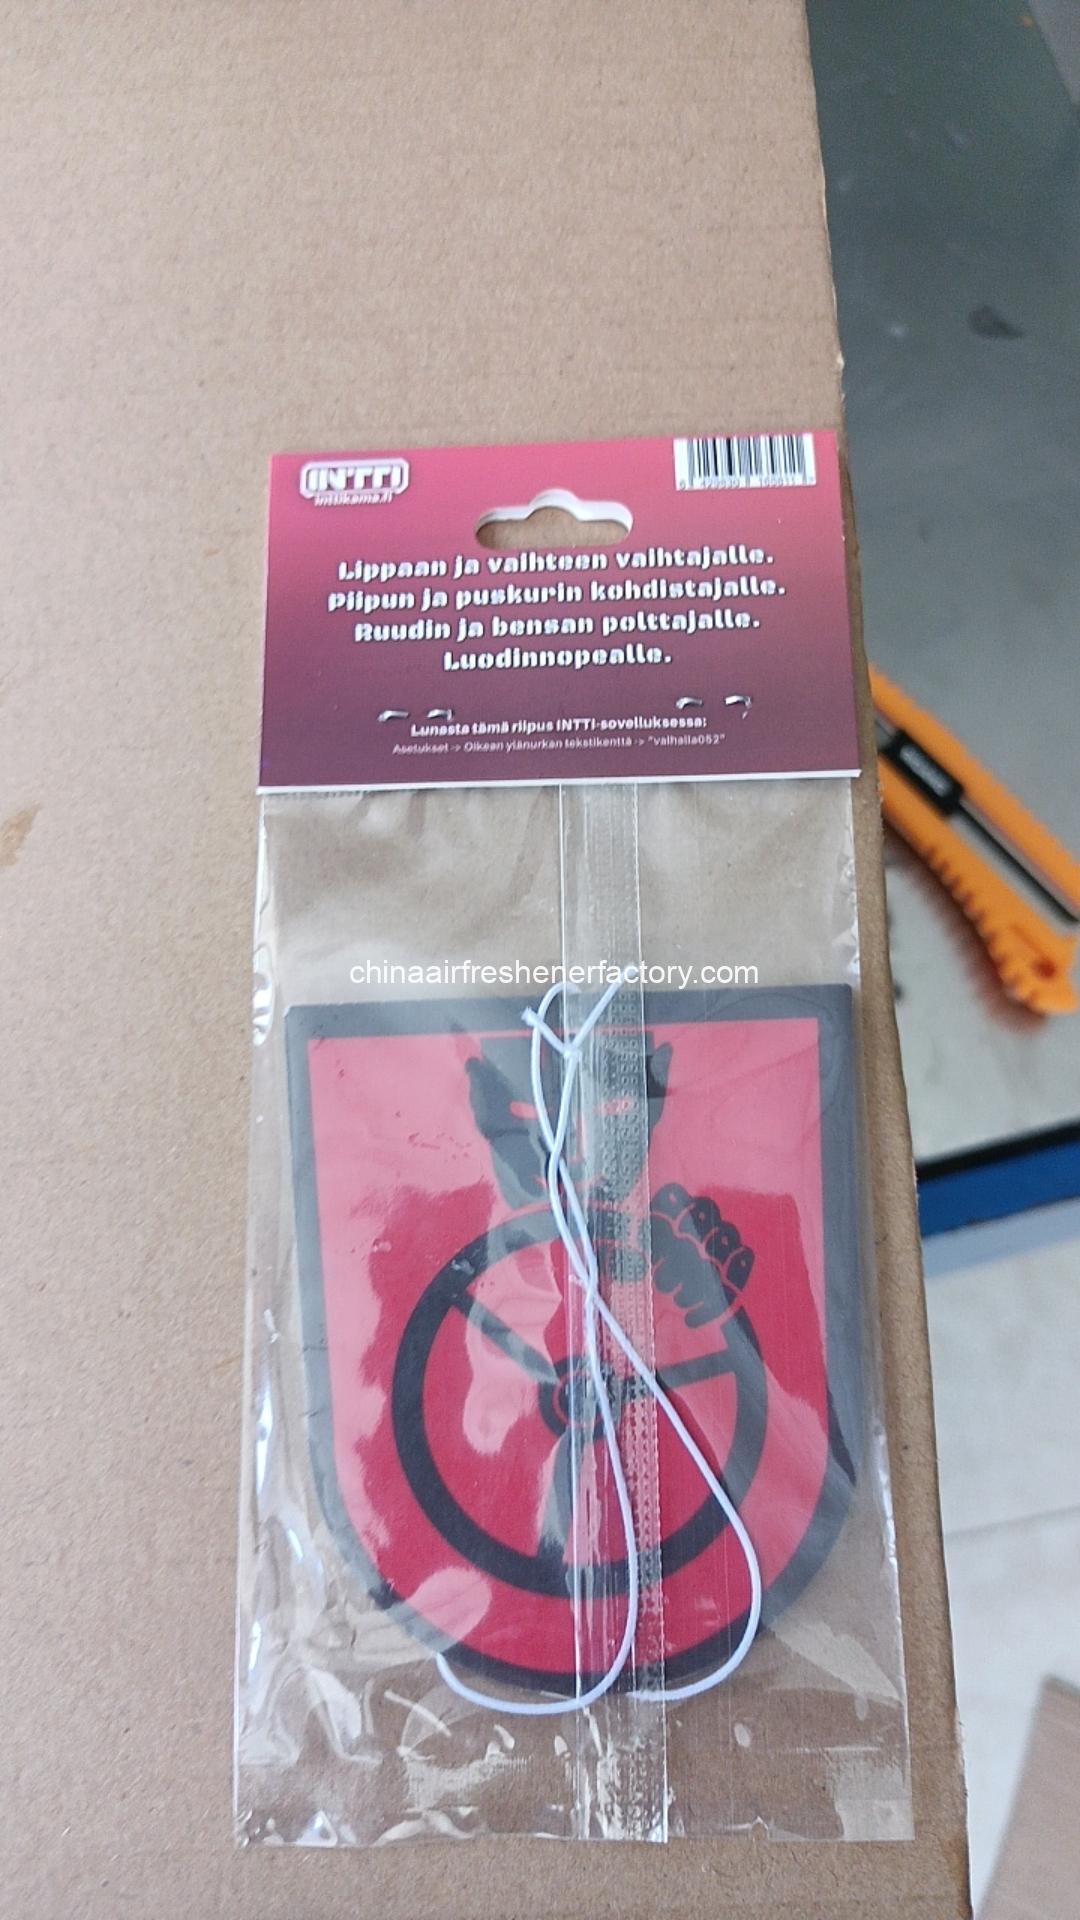 INTTI
inttikama.fi
Lippaan ja vaihteen vaihtajalle.
Piipun ja puskurin kohdistajalle.
Ruudin ja bensan polttajalle.
Luodinnopealle.
Lunasta tämä riipus INTTI-sovelluksessa:
Asetukset -> Oikean ylänurkan tekstikenttä -> "valhalla052"
chinaairfreshenerfactory.com